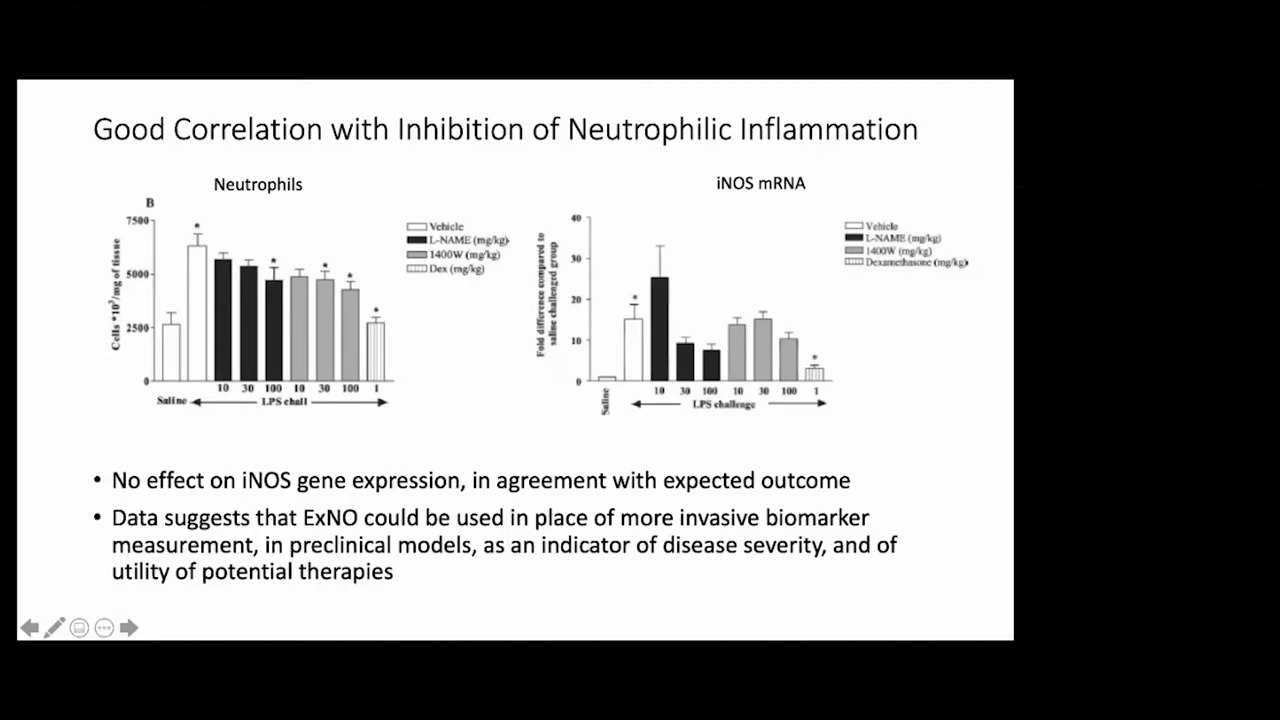 Good Correlation with Inhibition of Neutrophilic Inflammation
Neutrophils
B
7500
5000
2500
0
Cells *10³/mg of tissue
* * * * *
Vehicle
L-NAME (mg/kg)
1400W (mg/kg)
Dex (mg/kg)
10 30 100 10 30 100 1
Saline LPS chall
iNOS mRNA
40
30
20
10
0
Fold difference compared to
saline challenged group
* *
Vehicle
L-NAME (mg/kg)
1400W (mg/kg)
Dexamethasone (mg/kg)
10 30 100 10 30 100 1
Saline
LPS challenge
• No effect on iNOS gene expression, in agreement with expected outcome
• Data suggests that ExNO could be used in place of more invasive biomarker
measurement, in preclinical models, as an indicator of disease severity, and of
utility of potential therapies